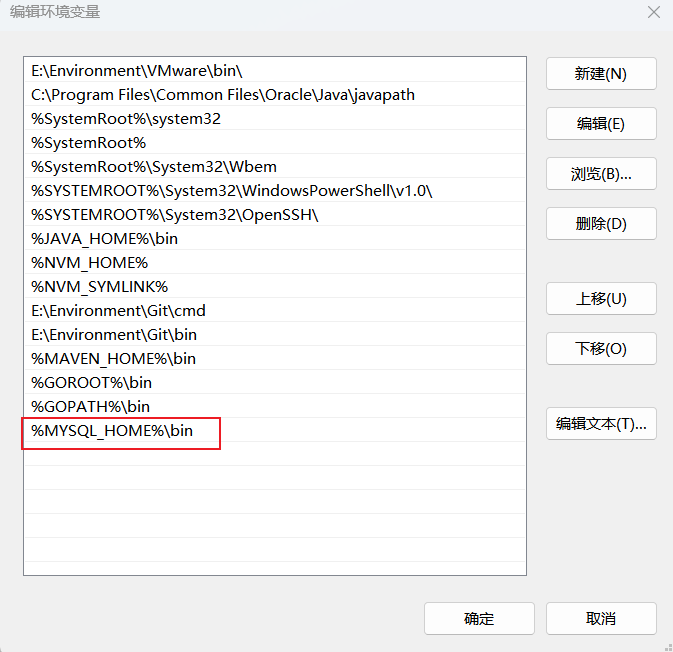 编辑环境变量
E:\Environment\VMware\bin\
C:\Program Files\Common Files\Oracle\Java\javapath
%SystemRoot%\system32
%SystemRoot%
%SystemRoot%\System32\Wbem
%SYSTEMROOT%\System32\WindowsPowerShell\v1.0\
%SYSTEMROOT%\System32\OpenSSH\
%JAVA_HOME%\bin
%NVM_HOME%
%NVM_SYMLINK%
E:\Environment\Git\cmd
E:\Environment\Git\bin
%MAVEN_HOME%\bin
%GOROOT%\bin
%GOPATH%\bin
%MYSQL_HOME%\bin
新建(N)
编辑(E)
浏览(B)...
删除(D)
上移(U)
下移(O)
编辑文本(T)...
确定
取消